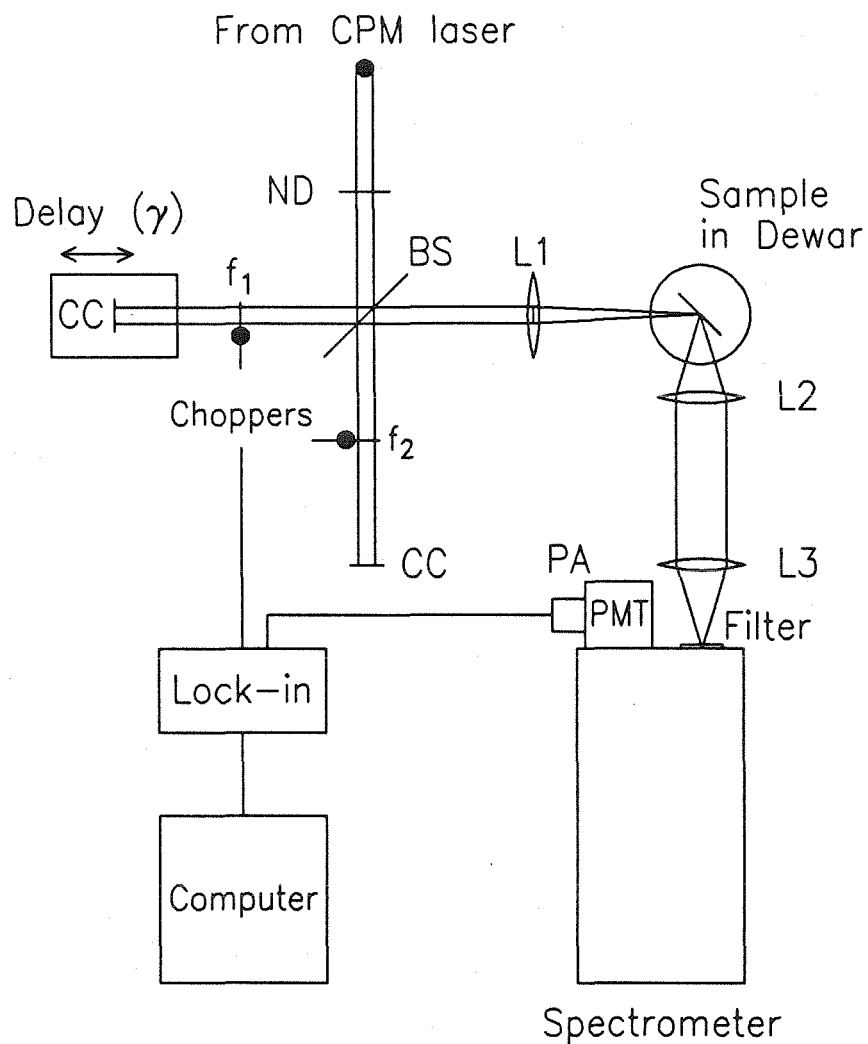 From CPM laser
ND
Delay (γ)
Sample
in Dewar
f1
BS
L1
CC
Choppers
f2
L2
CC
PA
L3
PMT
Filter
Lock-in
Computer
Spectrometer